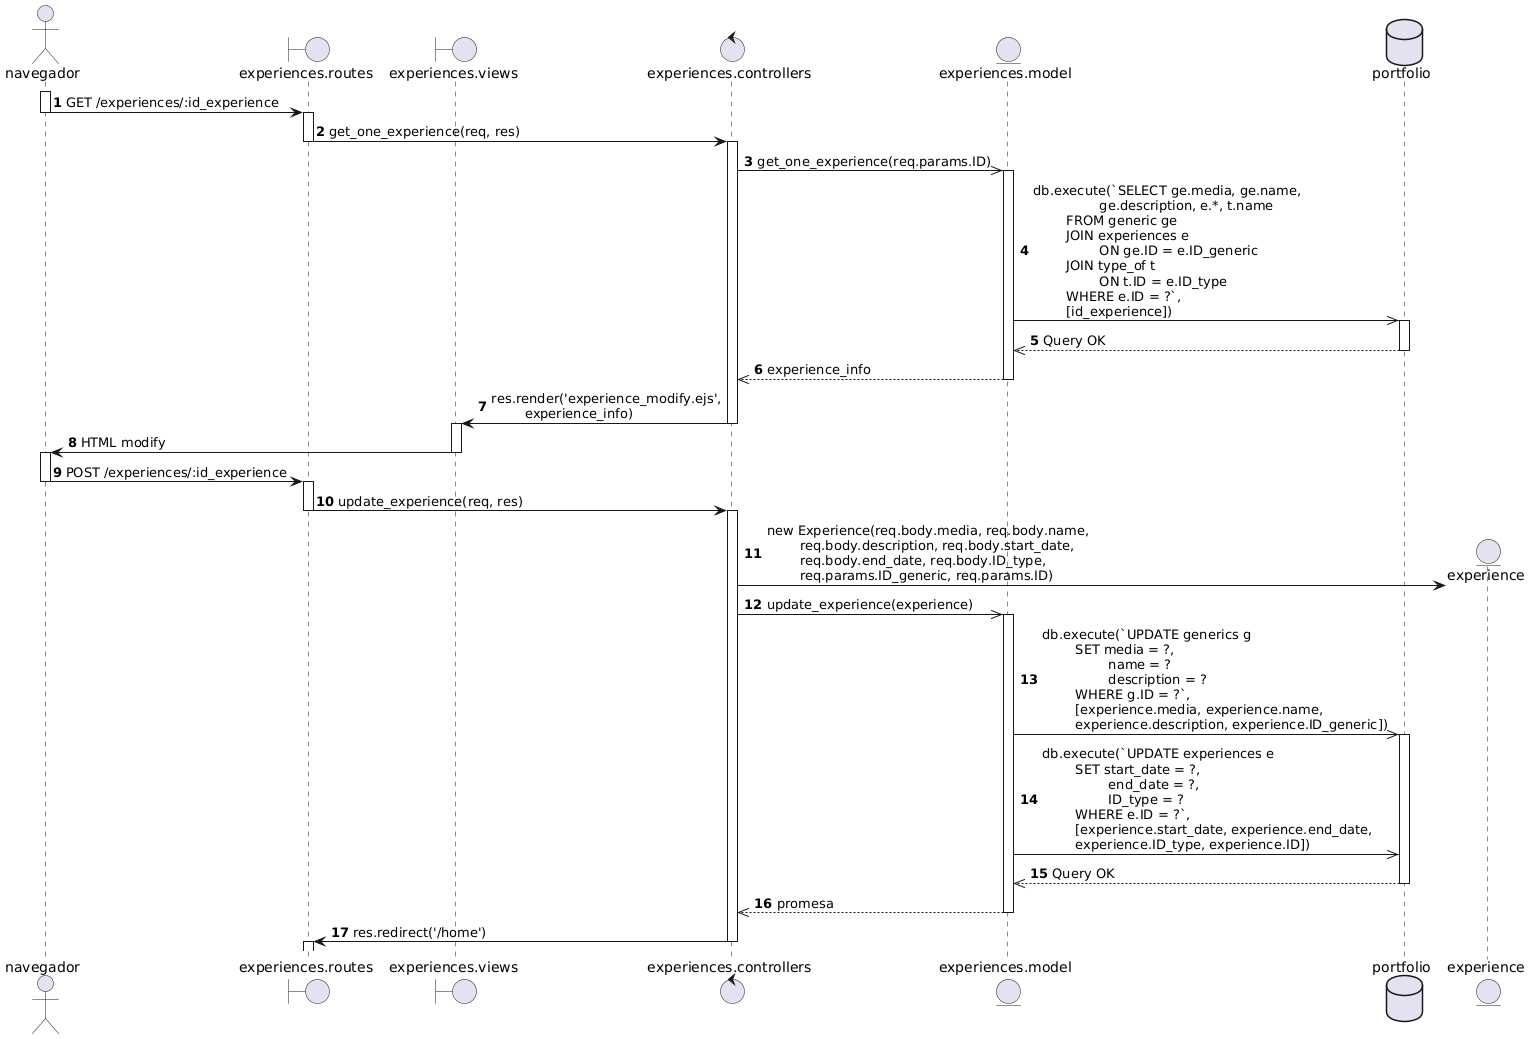 navegador
experiences.routes
experiences.views
experiences.controllers
experiences.model
portfolio
1 GET /experiences/:id_experience
2 get_one_experience(req, res)
3 get_one_experience(req.params.ID)
db.execute(`SELECT ge.media, ge.name,
ge.description, e.*, t.name
FROM generic ge
JOIN experiences e
4 ON ge.ID = e.ID_generic
JOIN type_of t
ON t.ID = e.ID_type
WHERE e.ID = ?`,
[id_experience])
5 Query OK
6 experience_info
7 res.render('experience_modify.ejs',
experience_info)
8 HTML modify
9 POST /experiences/:id_experience
10 update_experience(req, res)
new Experience(req.body.media, req.body.name,
req.body.description, req.body.start_date,
11 req.body.end_date, req.body.ID_type,
req.params.ID_generic, req.params.ID)
experience
12 update_experience(experience)
db.execute(`UPDATE generics g
SET media = ?,
name = ?
13 description = ?
WHERE g.ID = ?`,
[experience.media, experience.name,
experience.description, experience.ID_generic])
db.execute(`UPDATE experiences e
SET start_date = ?,
end_date = ?,
14 ID_type = ?
WHERE e.ID = ?`,
[experience.start_date, experience.end_date,
experience.ID_type, experience.ID])
15 Query OK
16 promesa
17 res.redirect('/home')
navegador
experiences.routes
experiences.views
experiences.controllers
experiences.model
portfolio
experience